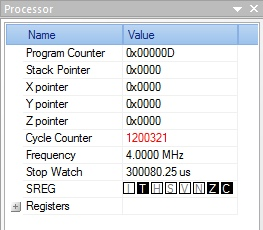 Processor
Name Value
Program Counter 0x00000D
Stack Pointer 0x0000
X pointer 0x0000
Y pointer 0x0000
Z pointer 0x0000
Cycle Counter 1200321
Frequency 4.0000 MHz
Stop Watch 300080.25 us
SREG I T H S V N Z C
Registers